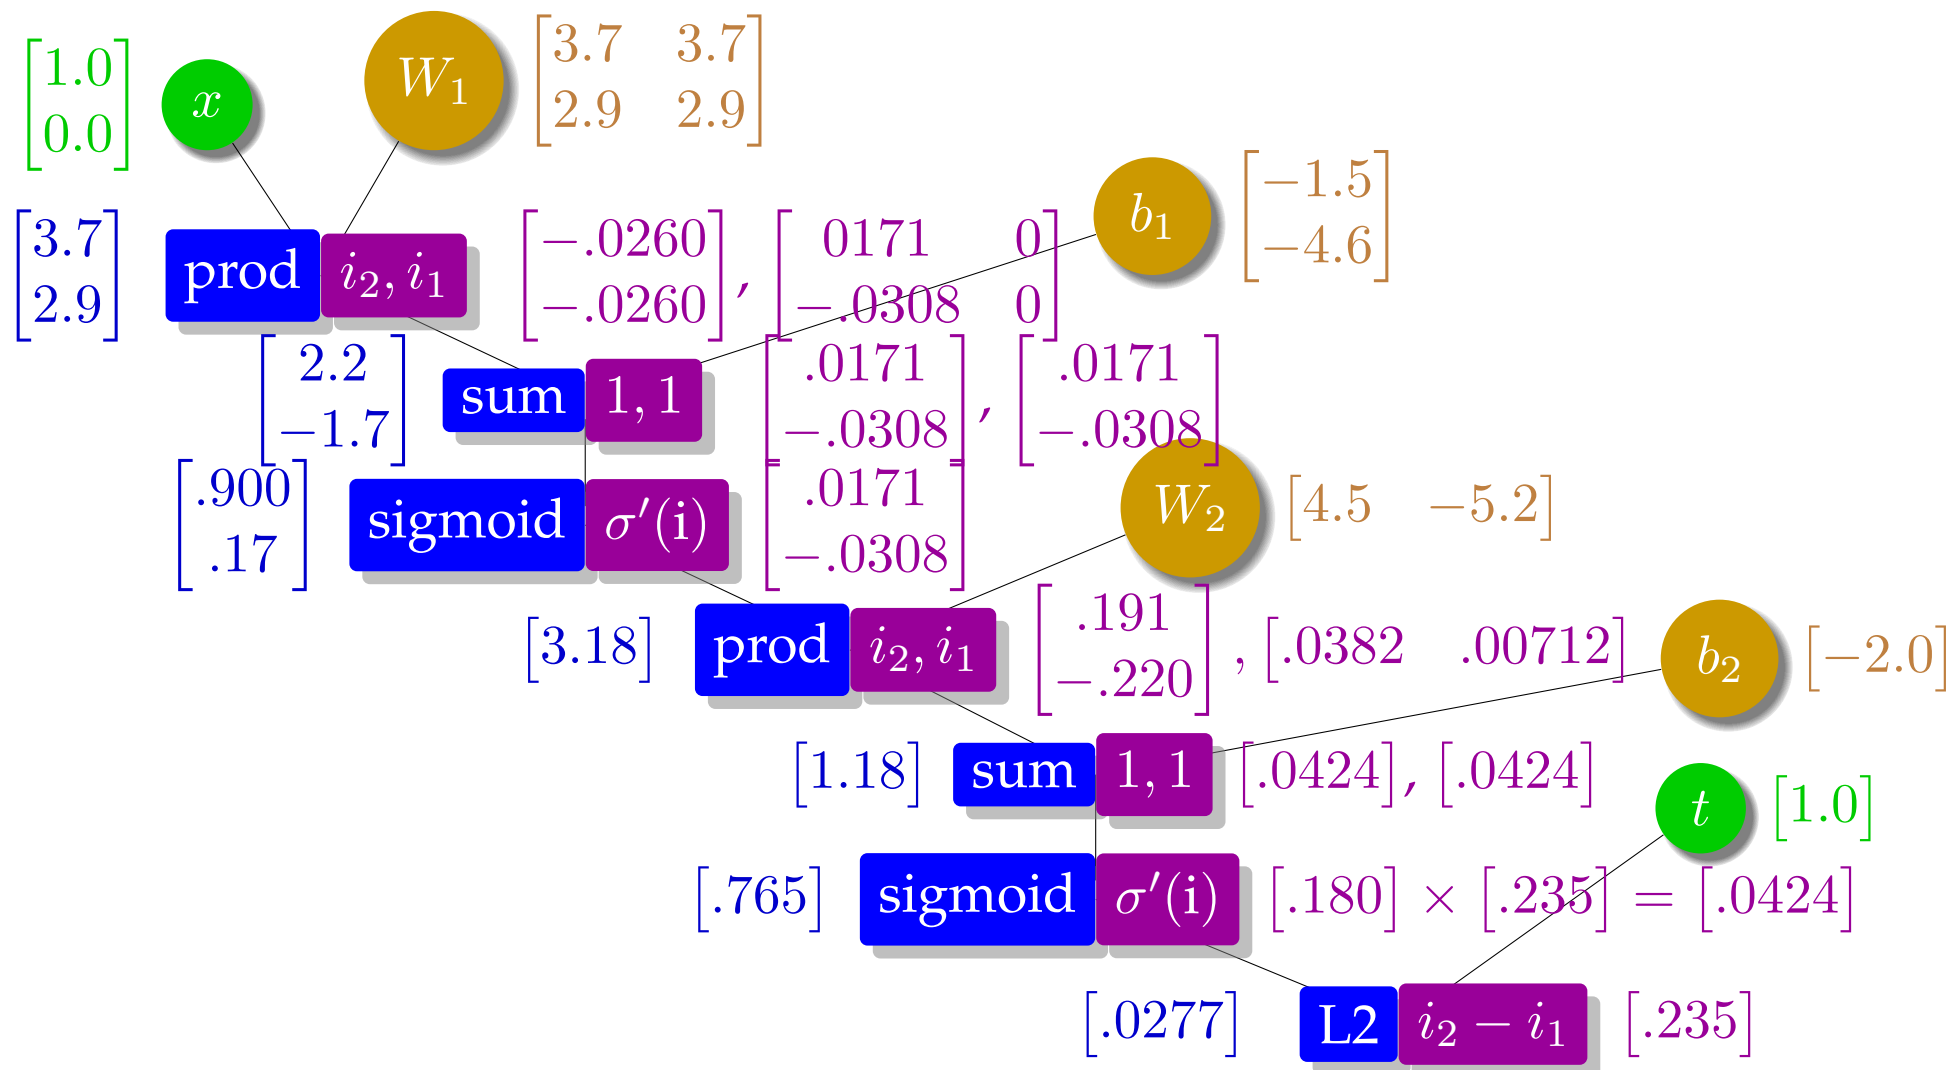 [1.0 0.0] x W₁ [3.7 3.7 2.9 2.9]
b₁ [−1.5 −4.6]
[3.7 2.9] prod i₂, i₁ [−.0260 −.0260], [0171 0 −.0308 0]
[2.2 −1.7] sum 1, 1 [.0171 −.0308], [.0171 −.0308]
[.900 .17] sigmoid σ′(i) [.0171 −.0308] W₂ [4.5 −5.2]
[3.18] prod i₂, i₁ [.191 −.220], [.0382 .00712] b₂ [−2.0]
[1.18] sum 1, 1 [.0424], [.0424] t [1.0]
[.765] sigmoid σ′(i) [.180] × [.235] = [.0424]
[.0277] L2 i₂ − i₁ [.235]